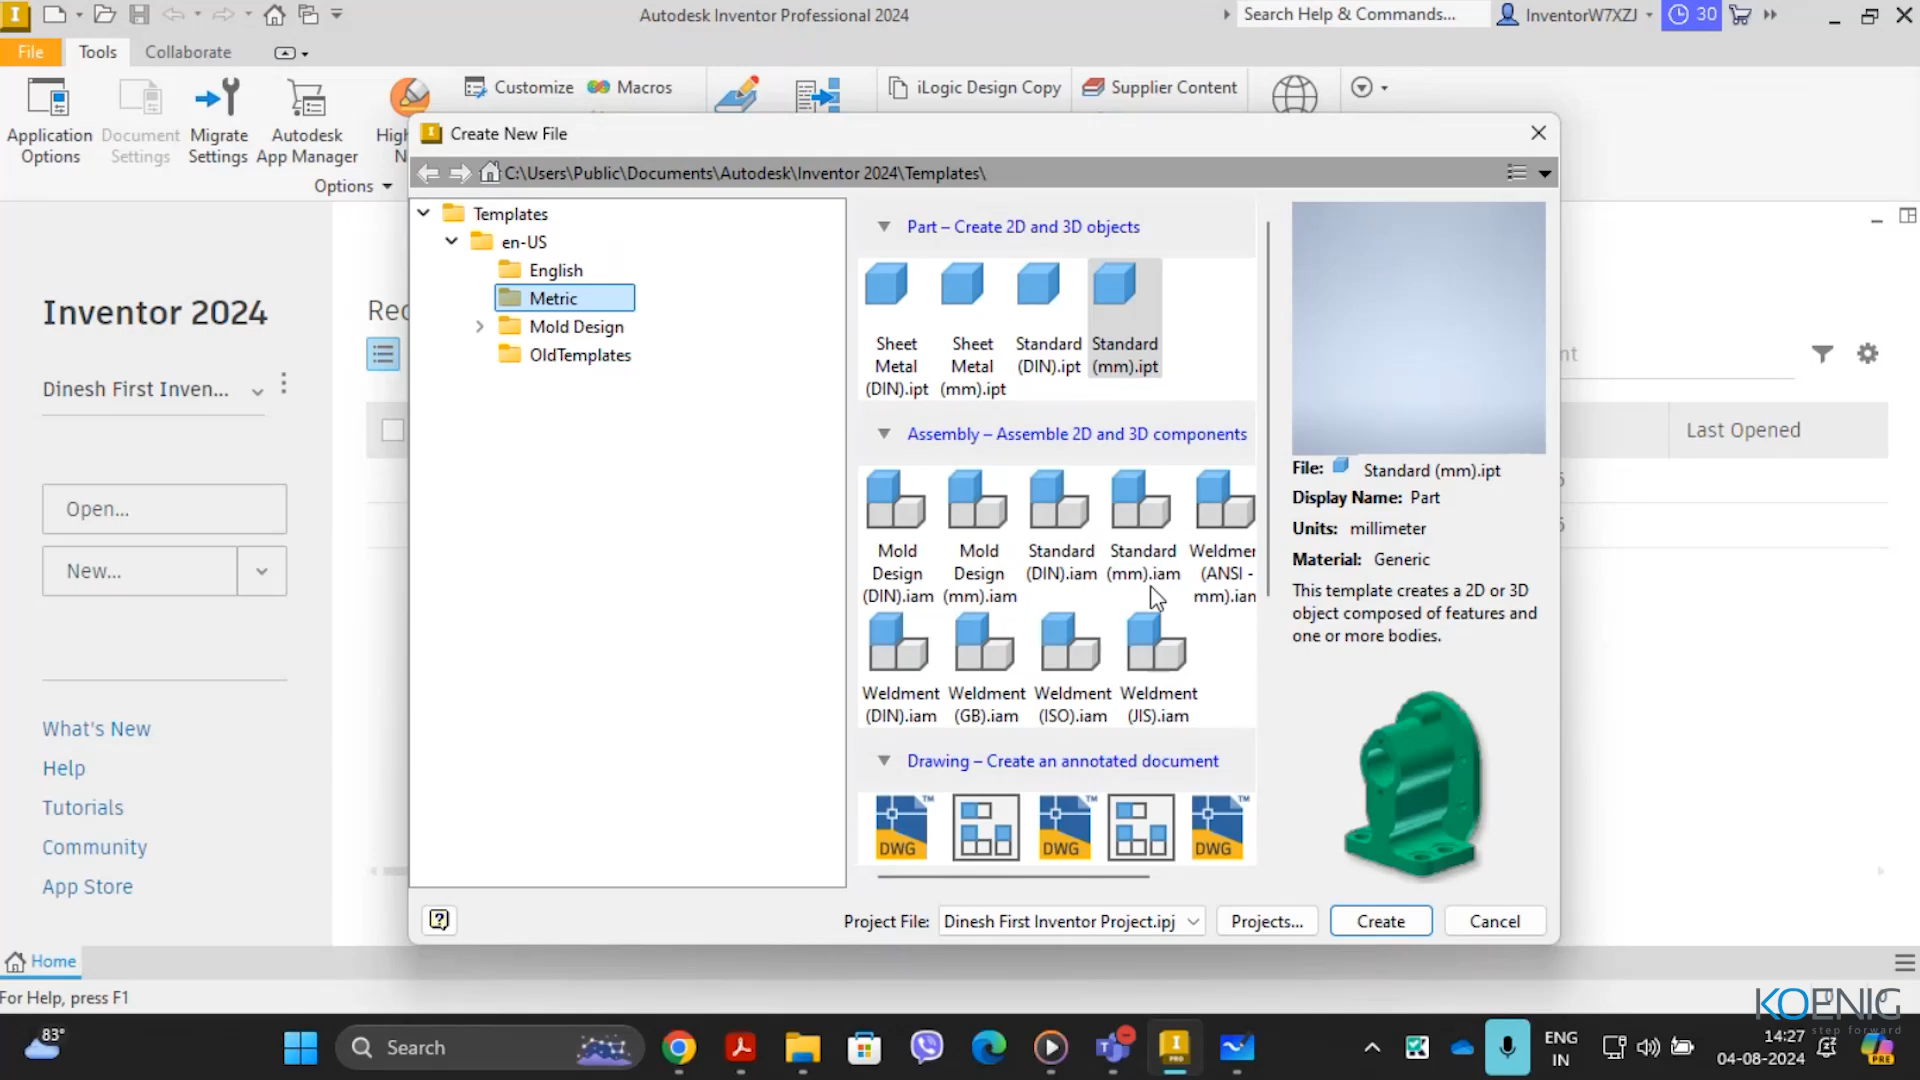 Autodesk Inventor Professional 2024
Search Help & Commands...
InventorW7XZJ
30
File
Tools
Collaborate
Application Options
Document Settings
Migrate Settings
Autodesk App Manager
High
N
Customize
Macros
iLogic Design Copy
Supplier Content
Options
Create New File
C:\Users\Public\Documents\Autodesk\Inventor 2024\Templates\
Templates
en-US
English
Metric
Mold Design
OldTemplates
Part – Create 2D and 3D objects
Sheet Metal (DIN).ipt
Sheet Metal (mm).ipt
Standard (DIN).ipt
Standard (mm).ipt
Assembly – Assemble 2D and 3D components
Mold Design (DIN).iam
Mold Design (mm).iam
Standard (DIN).iam
Standard (mm).iam
Weldmen (ANSI - mm).ian
Weldment (DIN).iam
Weldment (GB).iam
Weldment (ISO).iam
Weldment (JIS).iam
Drawing – Create an annotated document
DWG
DWG
DWG
File: Standard (mm).ipt
Display Name: Part
Units: millimeter
Material: Generic
This template creates a 2D or 3D
object composed of features and
one or more bodies.
Project File: Dinesh First Inventor Project.ipj
Projects...
Create
Cancel
Inventor 2024
Rec
Dinesh First Inven...
nt
Last Opened
Open...
New...
What's New
Help
Tutorials
Community
App Store
Home
For Help, press F1
KOENIG
step forward
83°
Search
PRO
ENG
IN
14:27
04-08-2024
PRE